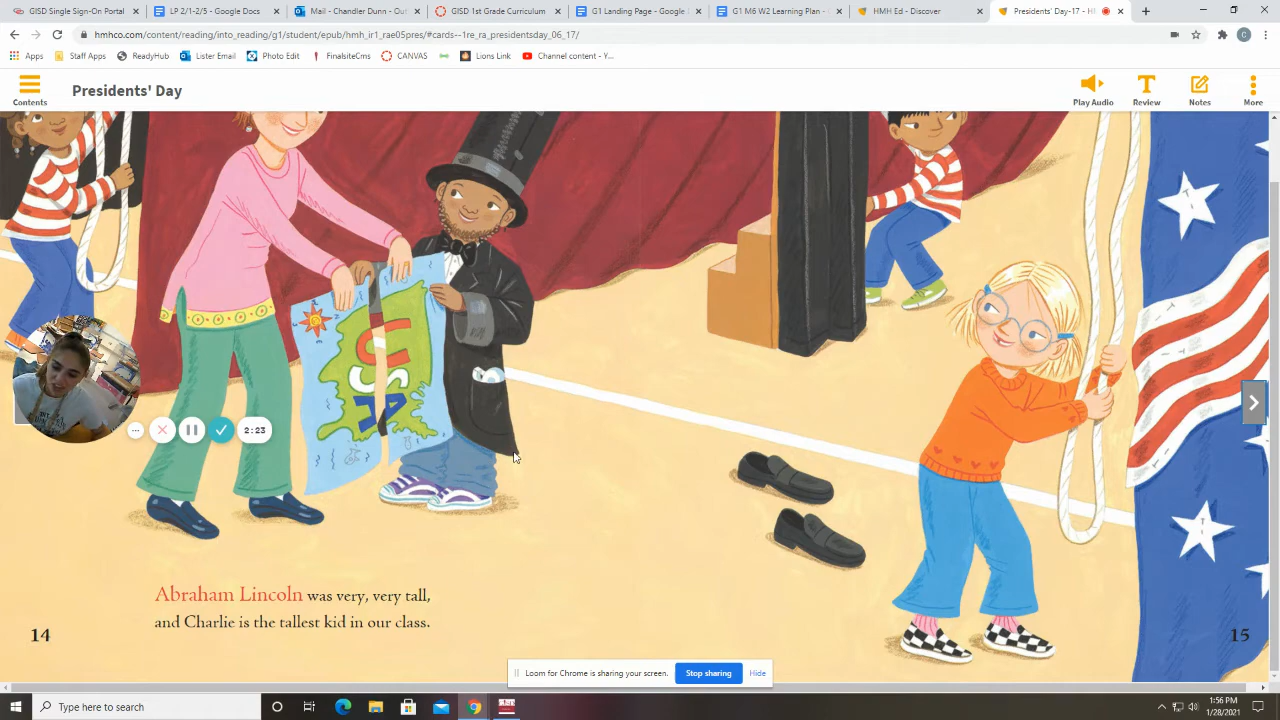 GISD Single Sign-On Portal
LP 2/1-2/5 - Google Docs
Mail - Chandler Dunn - Out
GISD 1st Grade Curriculum
G1 Landing Page - Google
G1 M6 W2 Learning Plan -
HMH Ed - Discover
Presidents' Day-17 - H
hmhco.com/content/reading/into_reading/g1/student/epub/hmh_ir1_rae05pres/#cards--1re_ra_presidentsday_06_17/
C
Apps
Staff Apps
ReadyHub
Lister Email
Photo Edit
FinalsiteCms
CANVAS
Lions Link
Channel content - Y...
Contents
Presidents' Day
Play Audio
Review
Notes
More
USA
2:23
Abraham Lincoln was very, very tall,
and Charlie is the tallest kid in our class.
14
15
Loom for Chrome is sharing your screen.
Stop sharing
Hide
Type here to search
1:56 PM
1/28/2021